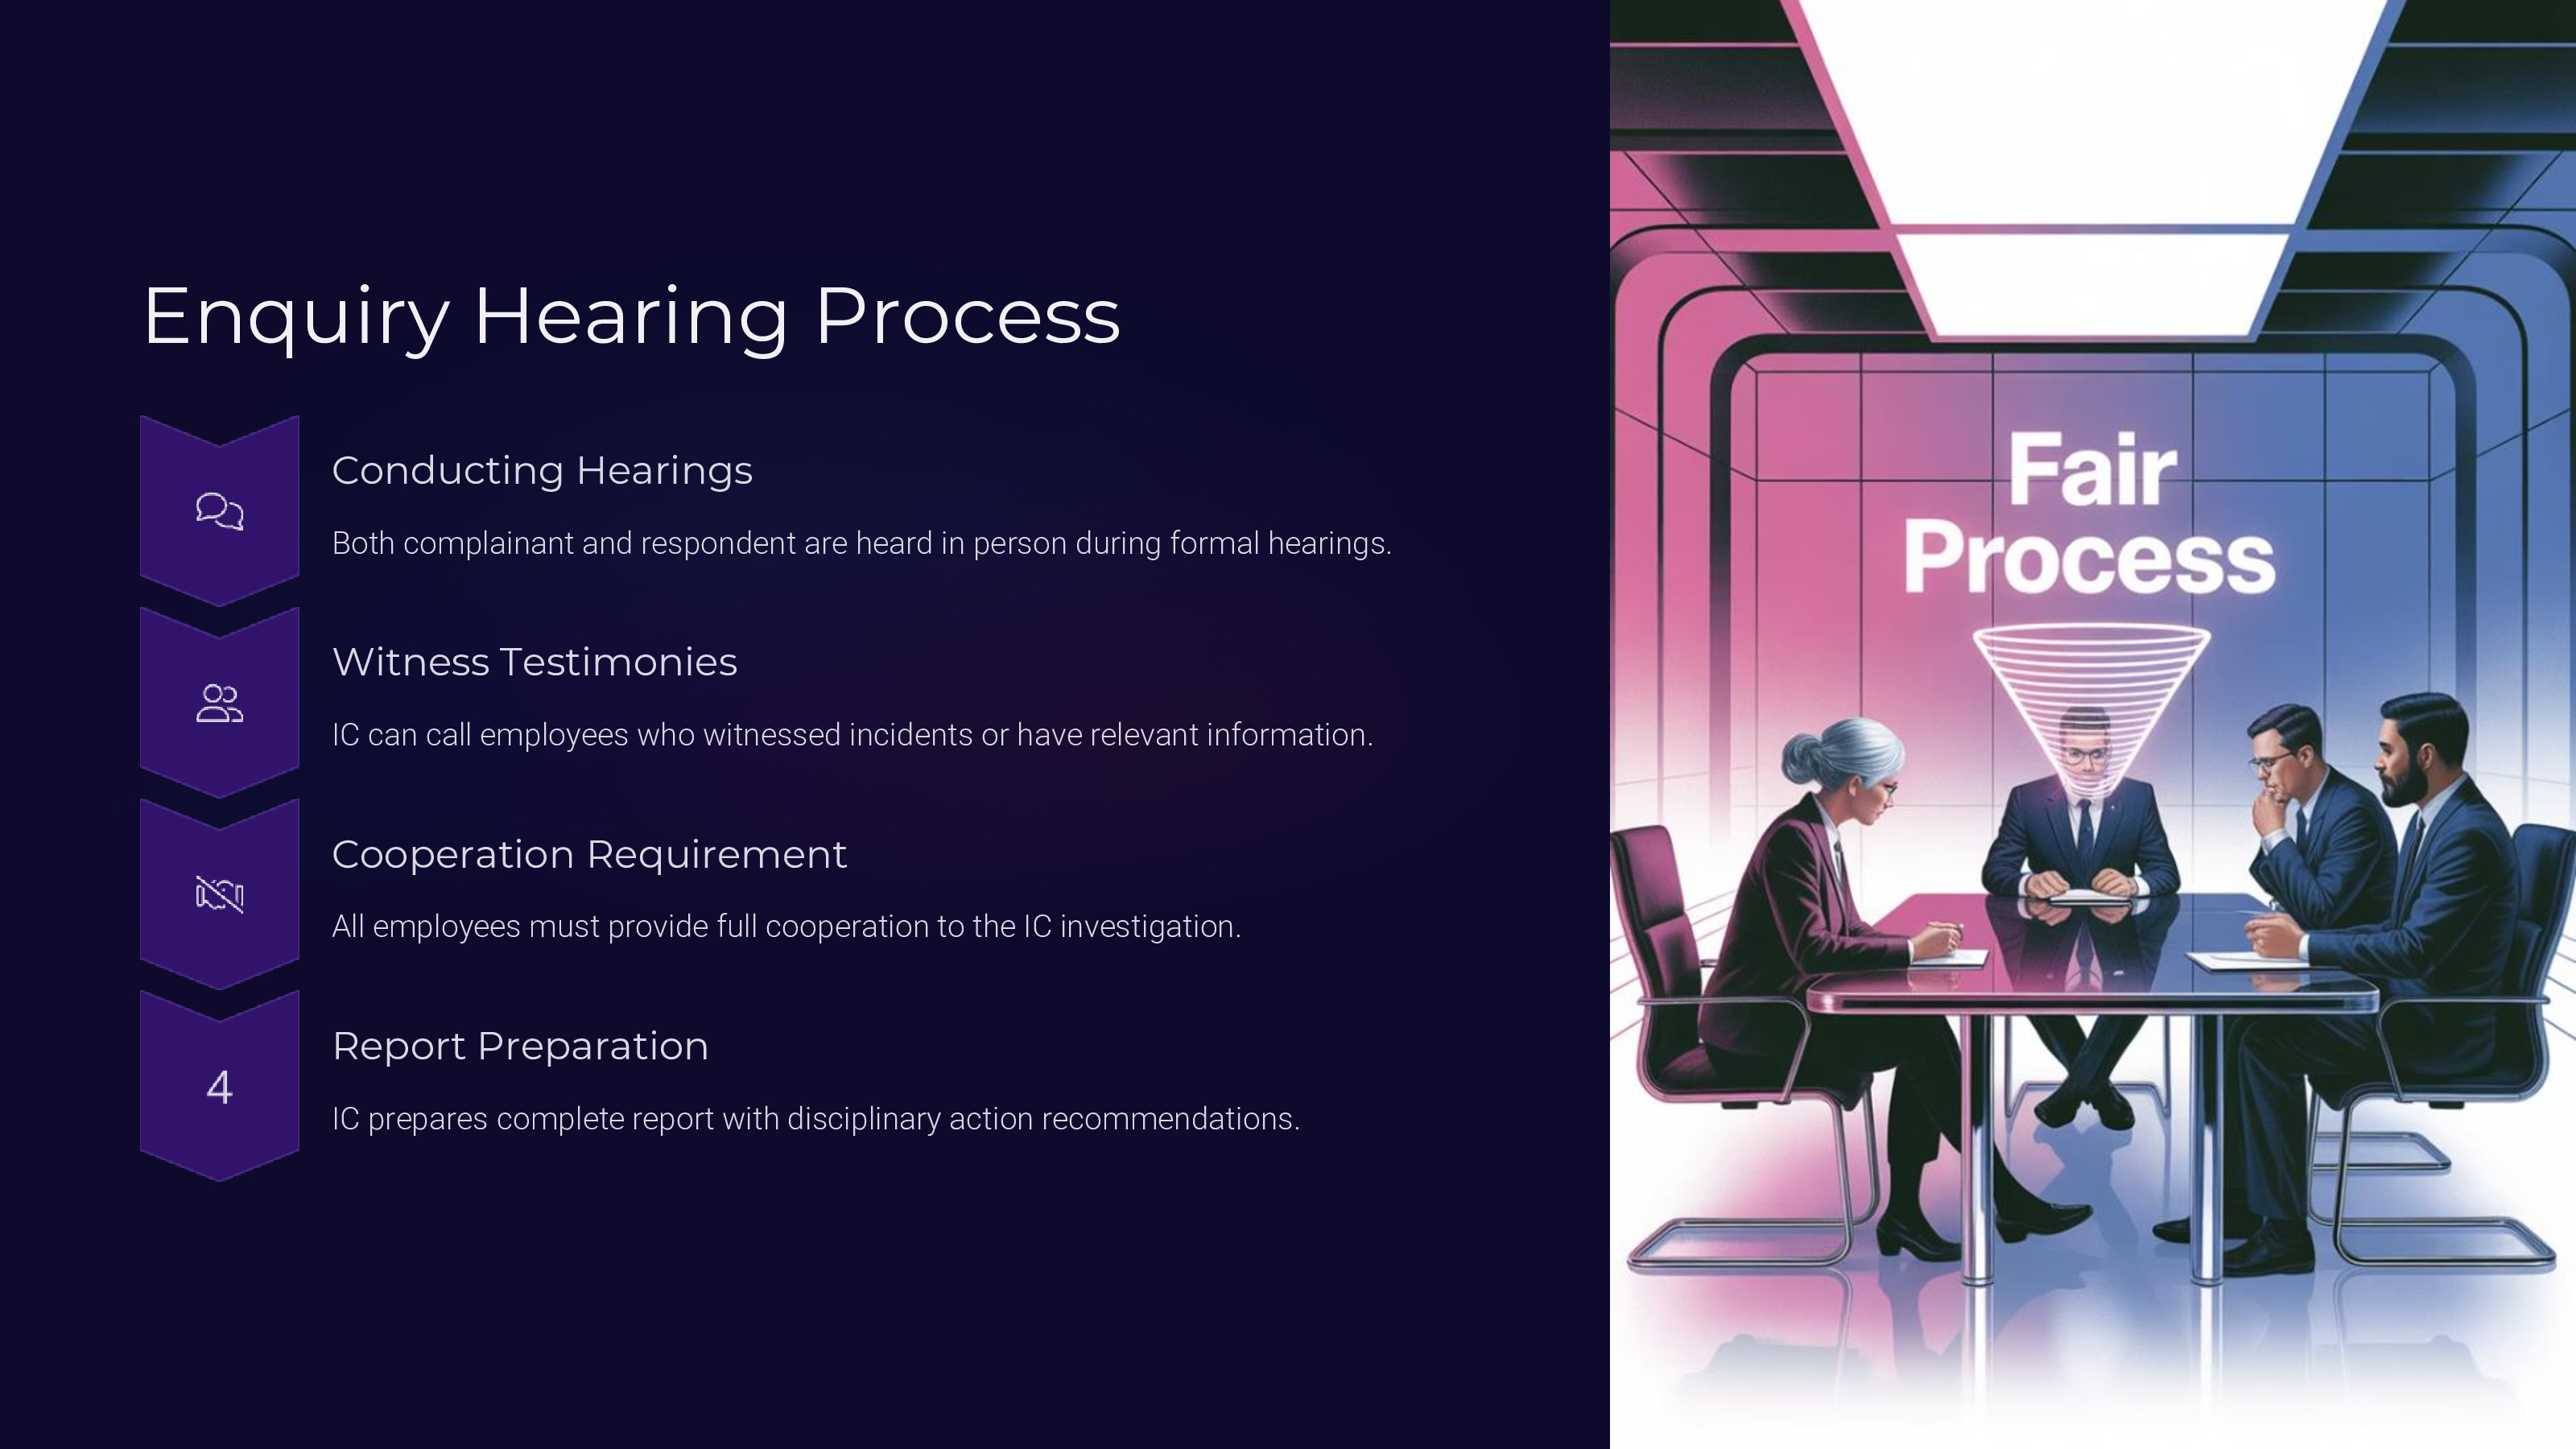 Enquiry Hearing Process
Conducting Hearings
Both complainant and respondent are heard in person during formal hearings.
Witness Testimonies
IC can call employees who witnessed incidents or have relevant information.
Cooperation Requirement
All employees must provide full cooperation to the IC investigation.
4
Report Preparation
IC prepares complete report with disciplinary action recommendations.
Fair
Process